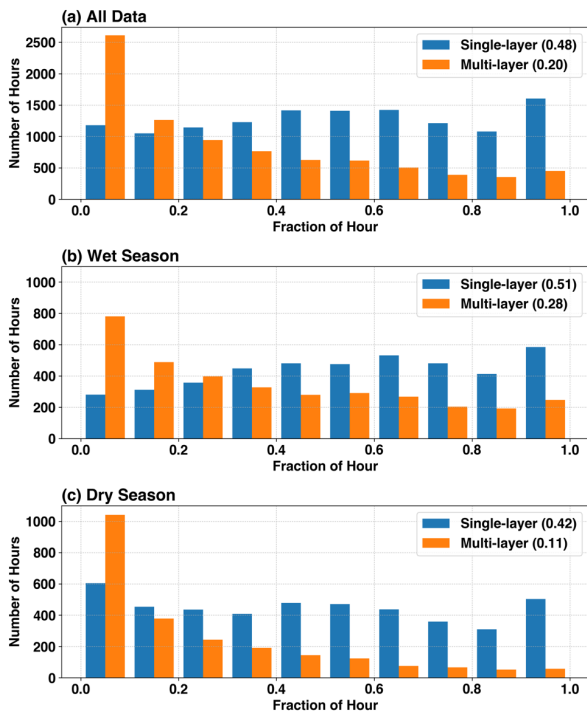 (a) All Data
Number of Hours
2500
2000
1500
1000
500
0
Single-layer (0.48)
Multi-layer (0.20)
0.0 0.2 0.4 0.6 0.8 1.0
Fraction of Hour
(b) Wet Season
Number of Hours
1000
800
600
400
200
0
Single-layer (0.51)
Multi-layer (0.28)
0.0 0.2 0.4 0.6 0.8 1.0
Fraction of Hour
(c) Dry Season
Number of Hours
1000
800
600
400
200
0
Single-layer (0.42)
Multi-layer (0.11)
0.0 0.2 0.4 0.6 0.8 1.0
Fraction of Hour